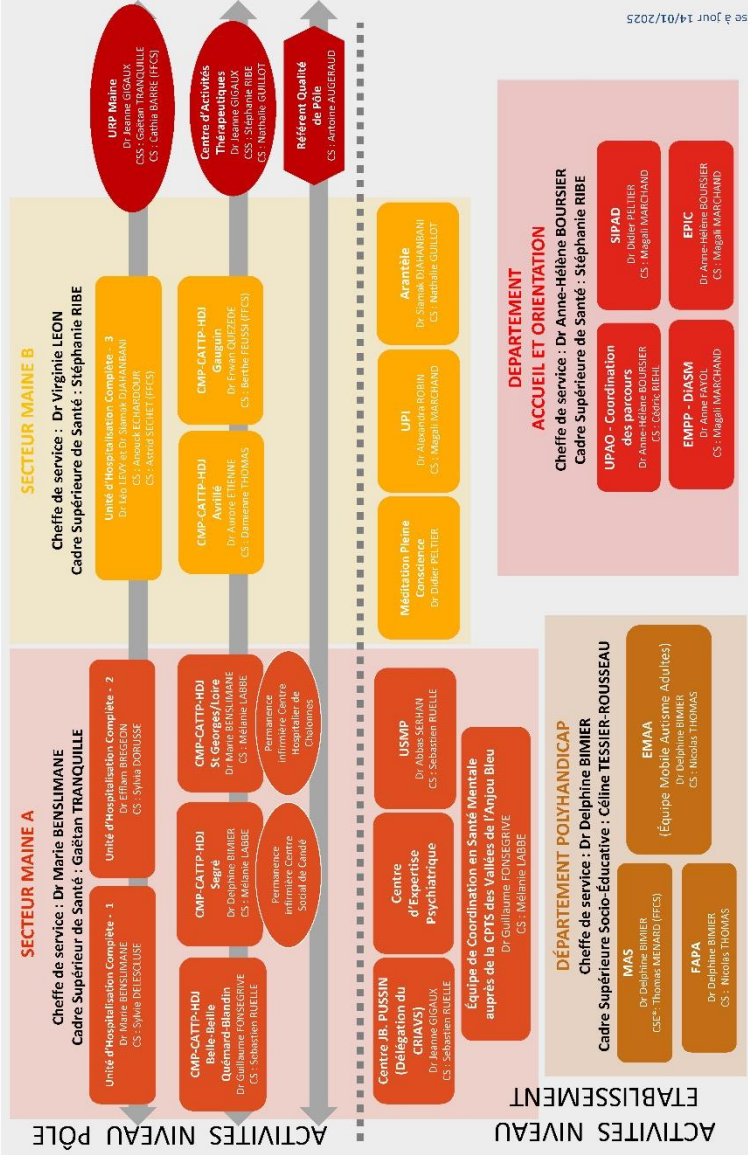 ACTIVITES NIVEAU PÔLE
SECTEUR MAINE A
Cheffe de service : Dr Marie BENSLIMANE
Cadre Supérieur de Santé : Gaëtan TRANQUILLE
Unité d'Hospitalisation Complète - 1
Dr Marie BENSLIMANE
CS : Sylvie DELESCLUSE
Unité d'Hospitalisation Complète - 2
Dr Efflam BREGEON
CS : Sylvia DORUSSE
CMP-CATTP-HDJ
Belle-Beille
Quémard-Blandin
Dr Guillaume FONSEGRIVE
CS : Sebastien RUELLE
CMP-CATTP-HDJ
Segré
Dr Delphine BIMIER
CS : Mélanie LABBE
Permanence
infirmière Centre
Social de Candé
CMP-CATTP-HDJ
St Georges/Loire
Dr Marie BENSLIMANE
CS : Mélanie LABBE
Permanence
infirmière Centre
Hospitalier de
Chalonnes
SECTEUR MAINE B
Cheffe de service : Dr Virginie LEON
Cadre Supérieure de Santé : Stéphanie RIBE
Unité d'Hospitalisation Complète - 3
Dr Léo LEVY et Dr Siamak DJAHANBANI
CS : Anouck ECHARDOUR
CS : Astrid SECHET (FFCS)
CMP-CATTP-HDJ
Avrillé
Dr Aurore ETIENNE
CS : Damienne THOMAS
CMP-CATTP-HDJ
Gauguin
Dr Erwan QUEZEDE
CS : Berthe FEUSSI (FFCS)
URP Maine
Dr Jeanne GIGAUX
CSS : Gaëtan TRANQUILLE
CS : Cathia BARRE (FFCS)
Centre d'Activités
Thérapeutiques
Dr Jeanne GIGAUX
CSS : Stéphanie RIBE
CS : Nathalie GUILLOT
Référent Qualité
de Pôle
CS : Antoine AUGERAUD
ACTIVITES NIVEAU
ETABLISSEMENT
Centre JB. PUSSIN
(Délégation du
CRIAVS)
Dr Jeanne GIGAUX
CS : Sebastien RUELLE
Centre
d'Expertise
Psychiatrique
USMP
Dr Abbas SERHAN
CS : Sebastien RUELLE
Équipe de Coordination en Santé Mentale
auprès de la CPTS des Vallées de l'Anjou Bleu
Dr Guillaume FONSEGRIVE
CS : Mélanie LABBE
Méditation Pleine
Conscience
Dr Didier PELTIER
UPI
Dr Alexandra ROBIN
CS : Magali MARCHAND
Arantèle
Dr Siamak DJAHANBANI
CS : Nathalie GUILLOT
DÉPARTEMENT POLYHANDICAP
Cheffe de service : Dr Delphine BIMIER
Cadre Supérieure Socio-Éducative : Céline TESSIER-ROUSSEAU
MAS
Dr Delphine BIMIER
CSE* : Thomas MENARD (FFCS)
FAPA
Dr Delphine BIMIER
CS : Nicolas THOMAS
EMAA
(Équipe Mobile Autisme Adultes)
Dr Delphine BIMIER
CS : Nicolas THOMAS
DEPARTEMENT
ACCUEIL ET ORIENTATION
Cheffe de service : Dr Anne-Hélène BOURSIER
Cadre Supérieure de Santé : Stéphanie RIBE
UPAO - Coordination
des parcours
Dr Anne-Hélène BOURSIER
CS : Cédric RIEHL
SIPAD
Dr Didier PELTIER
CS : Magali MARCHAND
EMPP - DiASM
Dr Anne FAYOL
CS : Magali MARCHAND
EPIC
Dr Anne-Hélène BOURSIER
CS : Magali MARCHAND
se à jour 14/01/2025